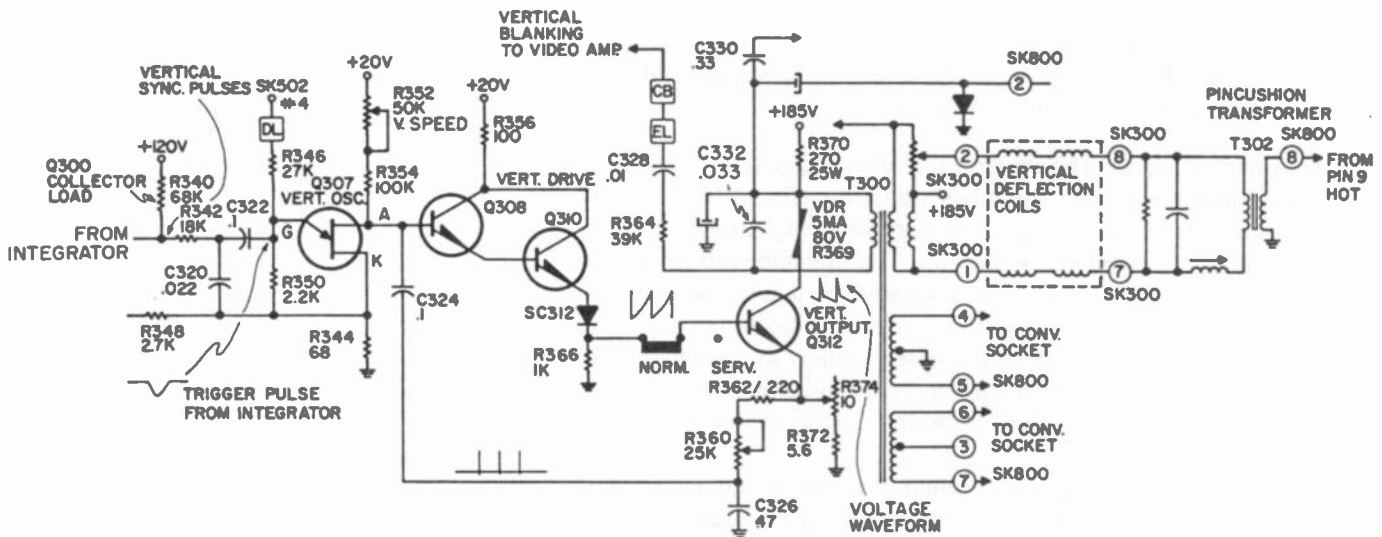 VERTICAL
BLANKING
TO VIDEO AMP.
C330
.33
SK800
2
VERTICAL
SYNC. PULSES
+20V
SK502
#4
R352
50K
V. SPEED
+20V
CB
EL
+185V
PINCUSHION
TRANSFORMER
T302
SK800
8
FROM
PIN 9
HOT
+120V
DL
R356
100
C328
.01
C332
.033
R370
270
25W
T300
2
SK300
8
Q300
COLLECTOR
LOAD
R340
68K
R346
27K
Q307
VERT. OSC.
R354
100K
VERT. DRIVE
Q308
Q310
SK300
+185V
VERTICAL
DEFLECTION
COILS
R342
18K
C322
.1
A
G
K
R364
39K
VDR
5MA
80V
R369
SK300
1
7
SK300
FROM
INTEGRATOR
C320
.022
R350
2.2K
C324
.1
SC312
VERT.
OUTPUT
Q312
4
TO CONV.
SOCKET
5
SK800
R348
2.7K
R344
68
R366
1K
NORM.
SERV.
R362/ 220
R374
10
TRIGGER PULSE
FROM INTEGRATOR
R360
25K
R372
5.6
6
TO CONV.
SOCKET
3
7
SK800
C326
.47
VOLTAGE
WAVEFORM